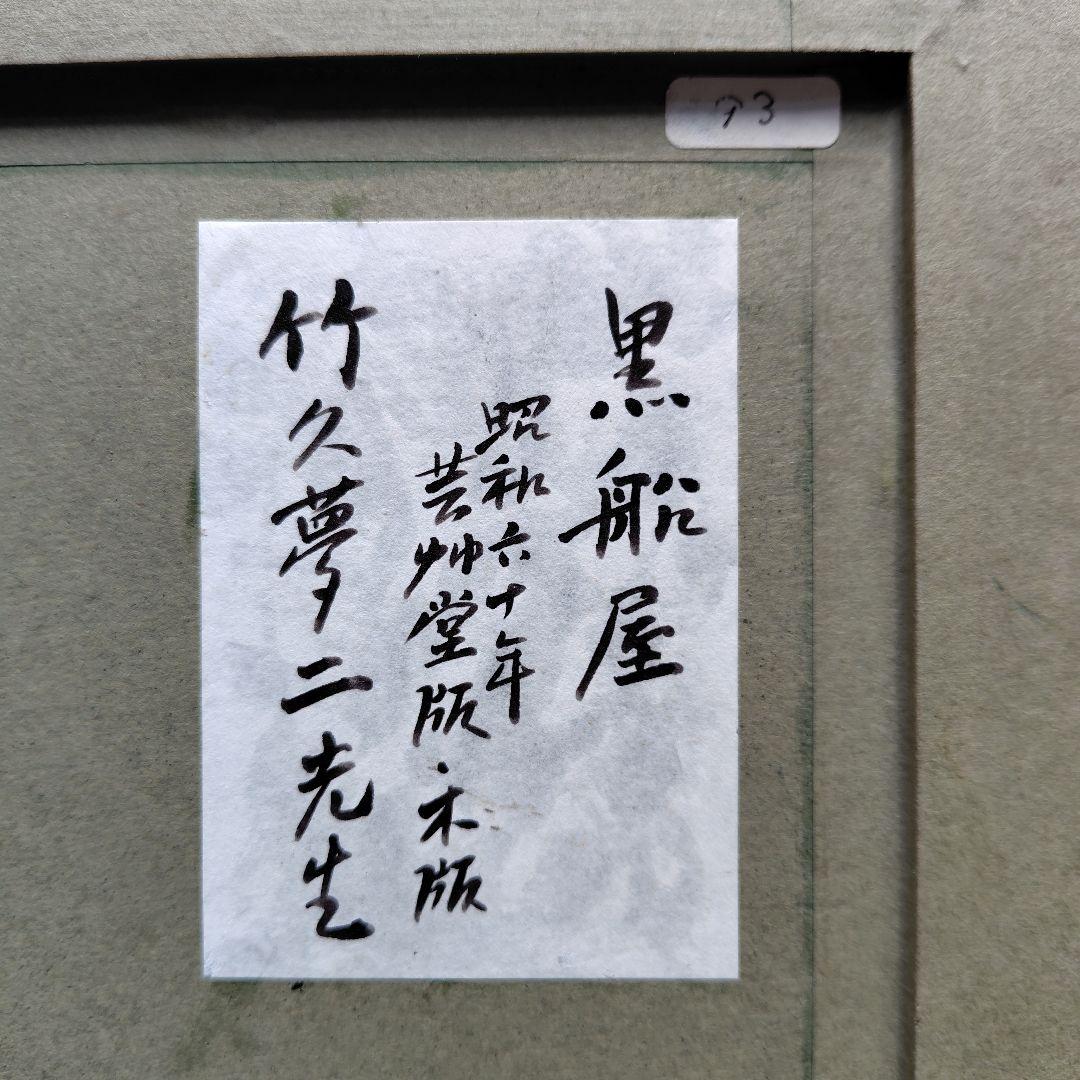 黒船屋
昭和六十年
芸艸堂版 木版
竹久夢二先生